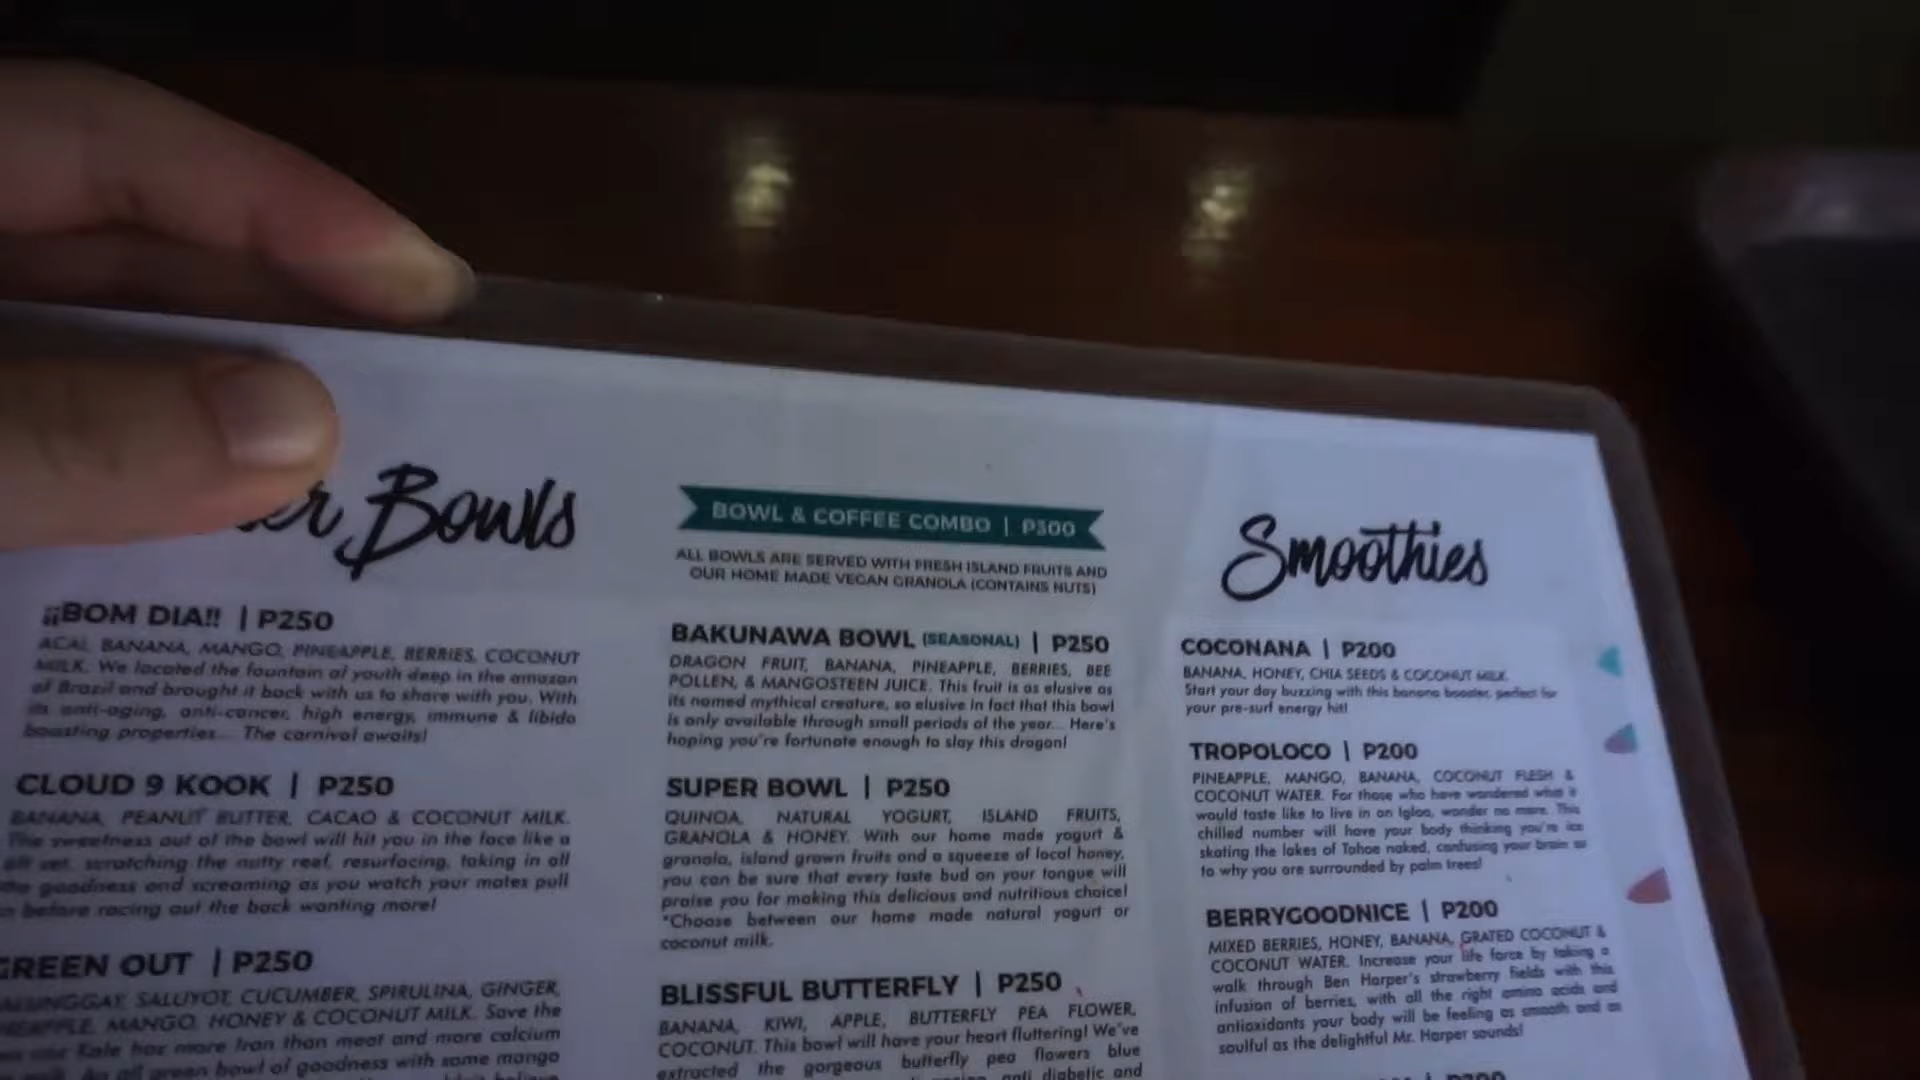 Bowls
¡¡BOM DIA!! | P250
ACAI, BANANA, MANGO, PINEAPPLE, BERRIES, COCONUT
MILK. We located the fountain of youth deep in the amazon
of Brazil and brought it back with us to share with you. With
its anti-aging, anti-cancer, high energy, immune & libido
boosting properties... The carnival awaits!
CLOUD 9 KOOK | P250
BANANA, PEANUT BUTTER, CACAO & COCONUT MILK.
The sweetness out of the bowl will hit you in the face like a
set, scratching the nutty reef, resurfacing, taking in all
the goodness and screaming as you watch your mates pull
before racing out the back wanting more!
GREEN OUT | P250
SALUYOT, CUCUMBER, SPIRULINA, GINGER,
MANGO, HONEY & COCONUT MILK. Save the
Kale has more Iron than meat and more calcium
An all green bowl of goodness with some mango
BOWL & COFFEE COMBO | P300
ALL BOWLS ARE SERVED WITH FRESH ISLAND FRUITS AND
OUR HOME MADE VEGAN GRANOLA (CONTAINS NUTS)
BAKUNAWA BOWL (SEASONAL) | P250
DRAGON FRUIT, BANANA, PINEAPPLE, BERRIES, BEE
POLLEN, & MANGOSTEEN JUICE. This fruit is as elusive as
its named mythical creature, so elusive in fact that this bowl
is only available through small periods of the year... Here's
hoping you're fortunate enough to slay this dragon!
SUPER BOWL | P250
QUINOA, NATURAL YOGURT, ISLAND FRUITS,
GRANOLA & HONEY. With our home made yogurt &
granola, island grown fruits and a squeeze of local honey,
you can be sure that every taste bud on your tongue will
praise you for making this delicious and nutritious choice!
*Choose between our home made natural yogurt or
coconut milk.
BLISSFUL BUTTERFLY | P250
BANANA, KIWI, APPLE, BUTTERFLY PEA FLOWER,
COCONUT. This bowl will have your heart fluttering! We've
extracted the gorgeous butterfly pea flowers blue
anti diabetic and
Smoothies
COCONANA | P200
BANANA, HONEY, CHIA SEEDS & COCONUT MILK.
Start your day buzzing with this banana booster, perfect for
your pre-surf energy hit!
TROPOLOCO | P200
PINEAPPLE, MANGO, BANANA, COCONUT FLESH &
COCONUT WATER. For those who have wondered what it
would taste like to live in an Igloo, wonder no more. This
chilled number will have your body thinking you're ice
skating the lakes of Tahoe naked, confusing your brain as
to why you are surrounded by palm trees!
BERRYGOODNICE | P200
MIXED BERRIES, HONEY, BANANA, GRATED COCONUT &
COCONUT WATER. Increase your life force by taking a
walk through Ben Harper's strawberry fields with this
infusion of berries, with all the right amino acids and
antioxidants your body will be feeling as smooth and as
soulful as the delightful Mr. Harper sounds!